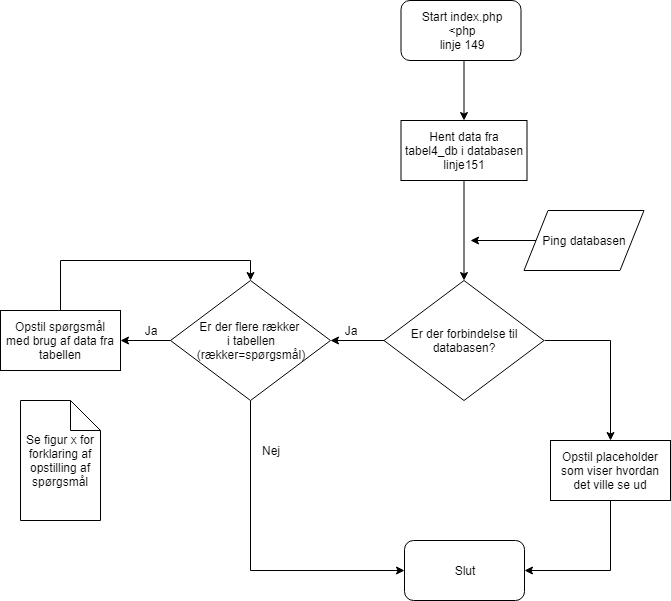 Start index.php
<php
linje 149
Hent data fra
tabel4_db i databasen
linje151
Ping databasen
Er der forbindelse til
databasen?
Ja
Er der flere rækker
i tabellen
(rækker=spørgsmål)
Ja
Opstil spørgsmål
med brug af data fra
tabellen
Se figur x for
forklaring af
opstilling af
spørgsmål
Nej
Opstil placeholder
som viser hvordan
det ville se ud
Slut